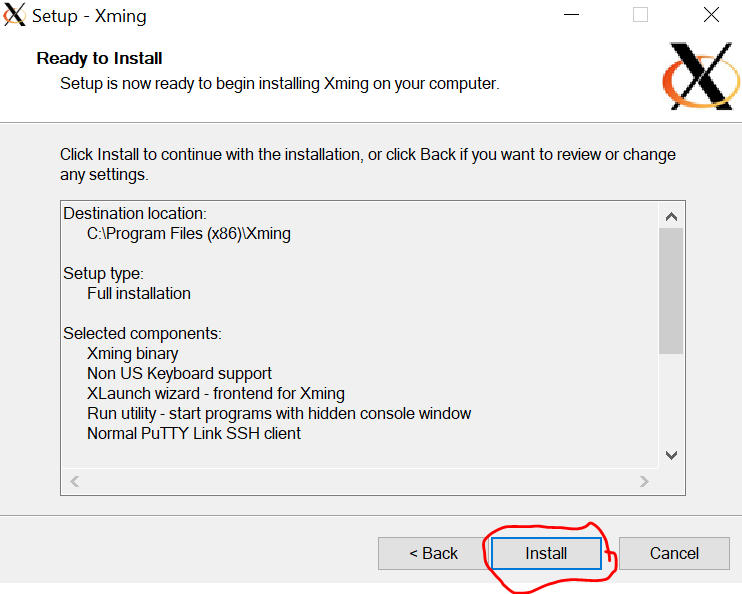 Setup - Xming
Ready to Install
Setup is now ready to begin installing Xming on your computer.
Click Install to continue with the installation, or click Back if you want to review or change
any settings.
Destination location:
C:\Program Files (x86)\Xming
Setup type:
Full installation
Selected components:
Xming binary
Non US Keyboard support
XLaunch wizard - frontend for Xming
Run utility - start programs with hidden console window
Normal PuTTY Link SSH client
< Back
Install
Cancel